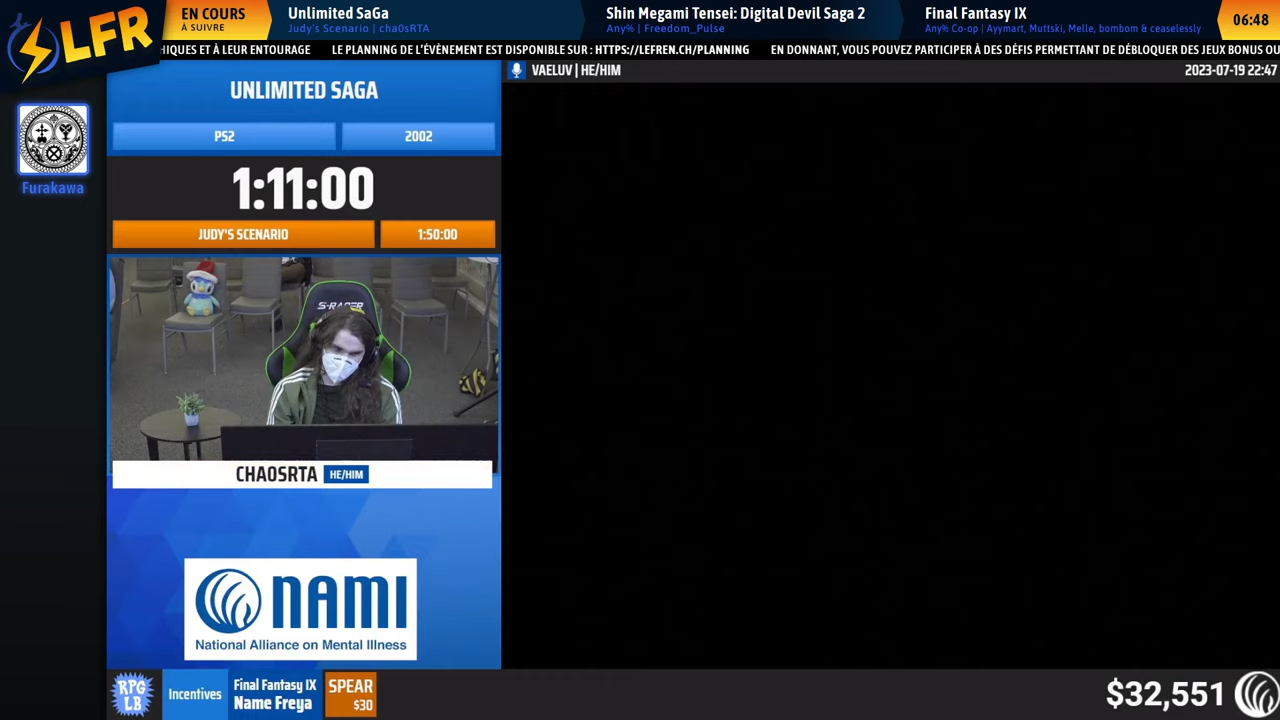 LFR
EN COURS
À SUIVRE
Unlimited SaGa
Judy's Scenario | cha0sRTA
Shin Megami Tensei: Digital Devil Saga 2
Any% | Freedom_Pulse
Final Fantasy IX
Any% Co-op | Ayymart, Muttski, Melle, bombom & ceaselessly
06:48
HIQUES ET À LEUR ENTOURAGE LE PLANNING DE L'ÉVÈNEMENT EST DISPONIBLE SUR : HTTPS://LEFREN.CH/PLANNING EN DONNANT, VOUS POUVEZ PARTICIPER À DES DÉFIS PERMETTANT DE DÉBLOQUER DES JEUX BONUS OU
VAELUV | HE/HIM
2023-07-19 22:47
Furakawa
UNLIMITED SAGA
PS2
2002
1:11:00
JUDY'S SCENARIO
1:50:00
S-RACER
CHA0SRTA
HE/HIM
NAMI
National Alliance on Mental Illness
RPG
LB
Incentives
Final Fantasy IX
Name Freya
SPEAR
$30
$32,551